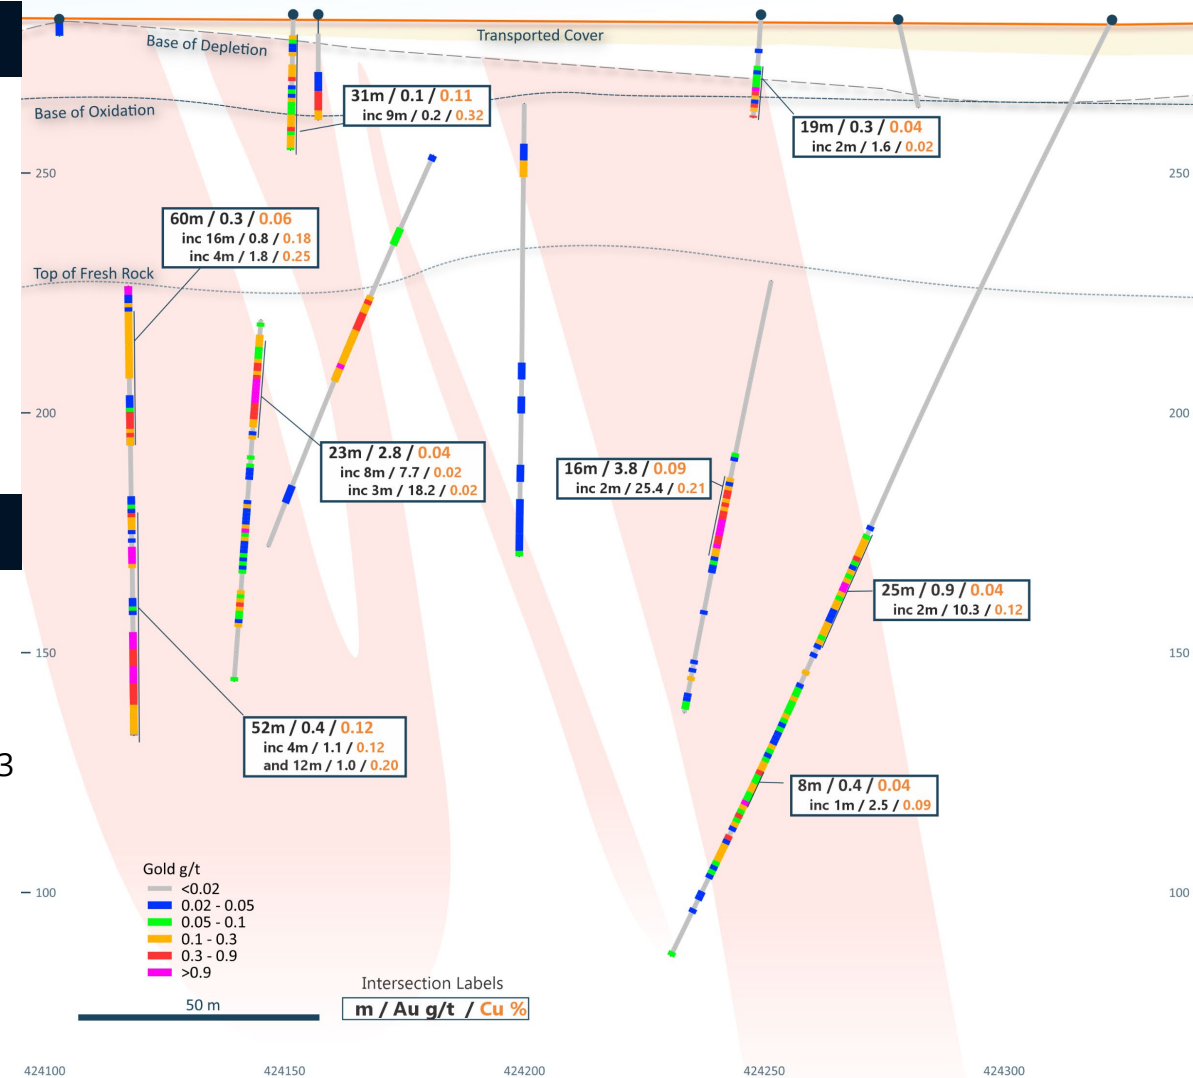 Transported Cover
Base of Depletion
31m / 0.1 / 0.11
inc 9m / 0.2 / 0.32
Base of Oxidation
19m / 0.3 / 0.04
inc 2m / 1.6 / 0.02
250
250
60m / 0.3 / 0.06
inc 16m / 0.8 / 0.18
inc 4m / 1.8 / 0.25
Top of Fresh Rock
200
200
23m / 2.8 / 0.04
inc 8m / 7.7 / 0.02
inc 3m / 18.2 / 0.02
16m / 3.8 / 0.09
inc 2m / 25.4 / 0.21
25m / 0.9 / 0.04
inc 2m / 10.3 / 0.12
150
150
52m / 0.4 / 0.12
inc 4m / 1.1 / 0.12
and 12m / 1.0 / 0.20
3
8m / 0.4 / 0.04
inc 1m / 2.5 / 0.09
100
100
Gold g/t
<0.02
0.02 - 0.05
0.05 - 0.1
0.1 - 0.3
0.3 - 0.9
>0.9
50 m
Intersection Labels
m / Au g/t / Cu %
424100
424150
424200
424250
424300